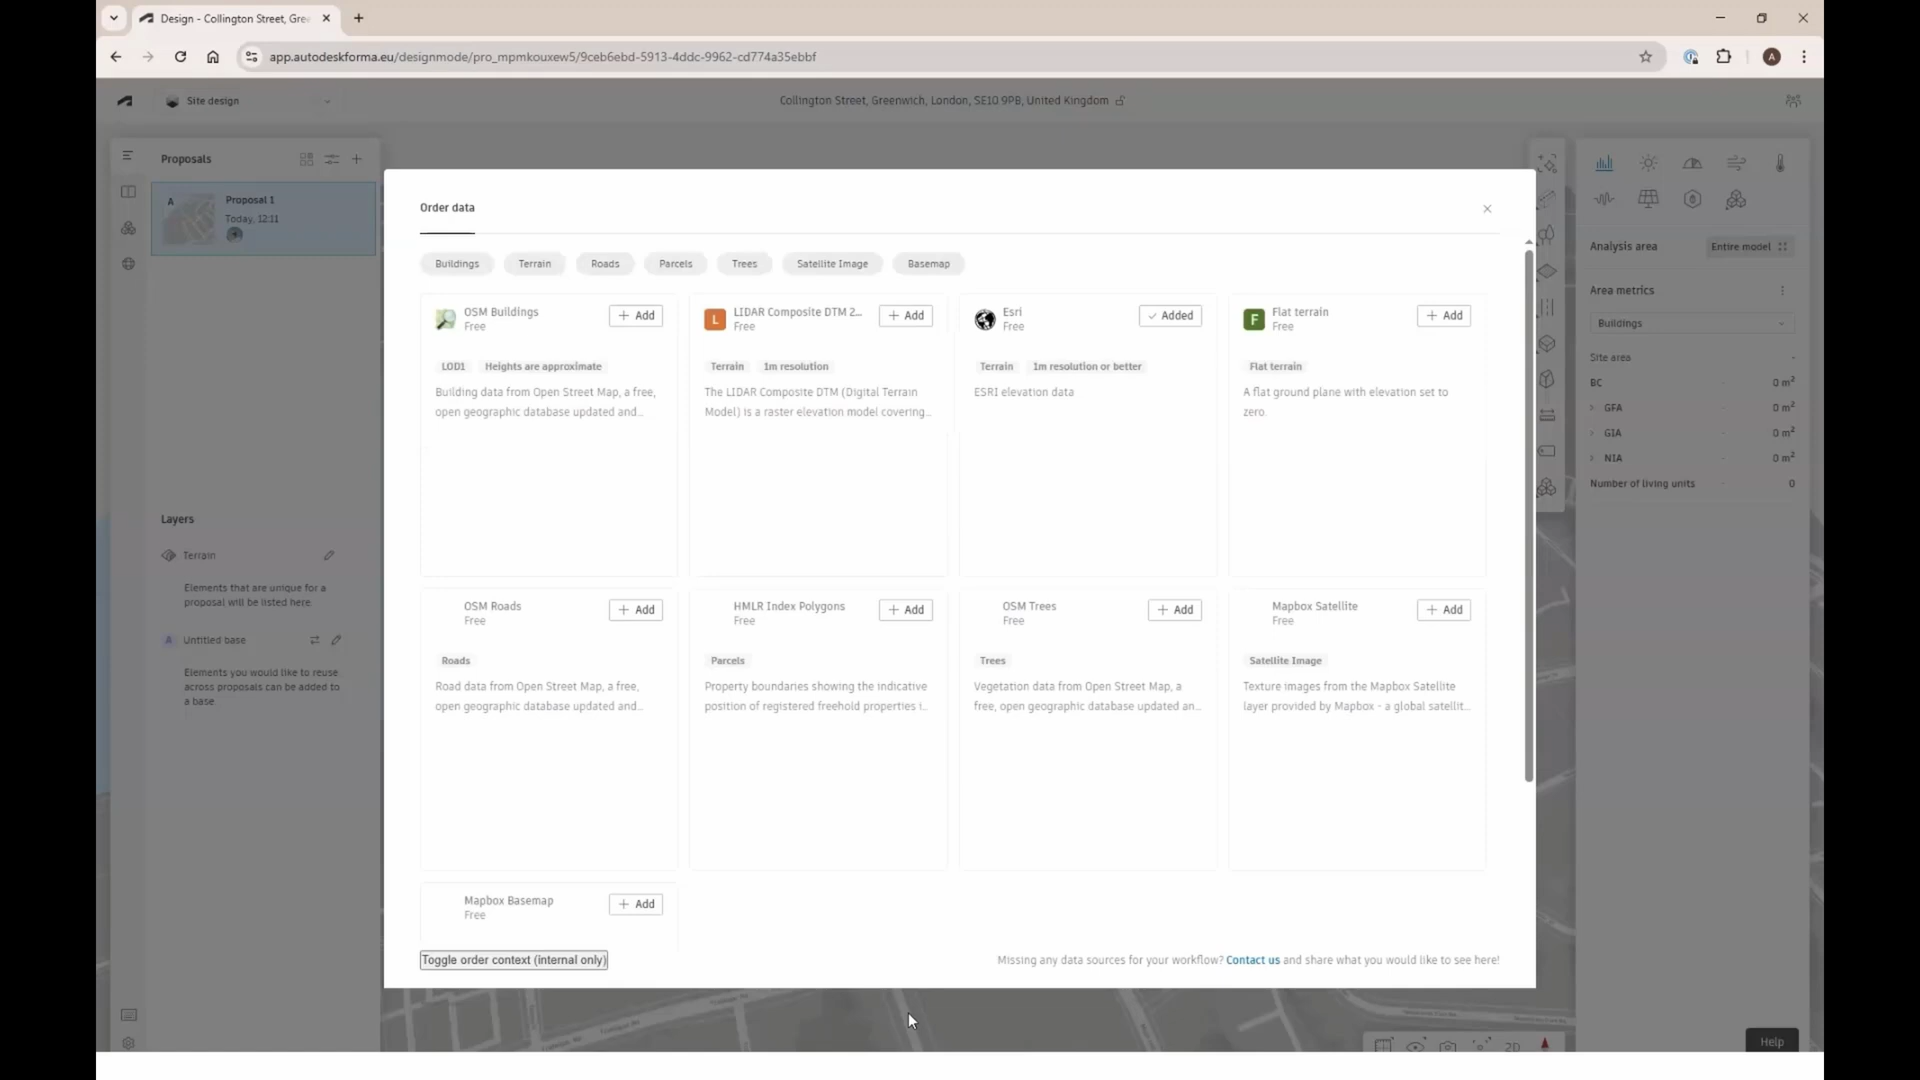 Design - Collington Street, Gree
app.autodeskforma.eu/designmode/pro_mpmkouxew5/9ceb6ebd-5913-4ddc-9962-cd774a35ebbf
A
Site design
Collington Street, Greenwich, London, SE10 9PB, United Kingdom
Proposals
A
Proposal 1
Today, 12:11
Layers
Terrain
Elements that are unique for a
proposal will be listed here.
A Untitled base
Elements you would like to reuse
across proposals can be added to
a base.
Order data
Buildings
Terrain
Roads
Parcels
Trees
Satellite Image
Basemap
OSM Buildings
Free
+ Add
LOD1 Heights are approximate
Building data from Open Street Map, a free,
open geographic database updated and...
L
LIDAR Composite DTM 2...
Free
+ Add
Terrain 1m resolution
The LIDAR Composite DTM (Digital Terrain
Model) is a raster elevation model covering...
Esri
Free
Added
Terrain 1m resolution or better
ESRI elevation data
F
Flat terrain
Free
+ Add
Flat terrain
A flat ground plane with elevation set to
zero.
OSM Roads
Free
+ Add
Roads
Road data from Open Street Map, a free,
open geographic database updated and...
HMLR Index Polygons
Free
+ Add
Parcels
Property boundaries showing the indicative
position of registered freehold properties i...
OSM Trees
Free
+ Add
Trees
Vegetation data from Open Street Map, a
free, open geographic database updated an...
Mapbox Satellite
Free
+ Add
Satellite Image
Texture images from the Mapbox Satellite
layer provided by Mapbox - a global satellit...
Mapbox Basemap
Free
+ Add
Toggle order context (internal only)
Missing any data sources for your workflow? Contact us and share what you would like to see here!
Analysis area
Entire model
Area metrics
Buildings
Site area -
BC 0 m²
GFA - 0 m²
GIA - 0 m²
NIA - 0 m²
Number of living units - 0
2D
Help